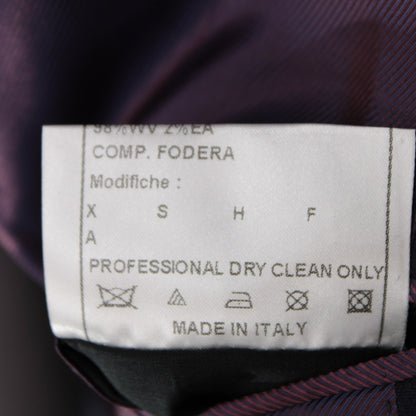 98%WV 2%EA
COMP. FODERA
Modifiche :
X S H F
A
PROFESSIONAL DRY CLEAN ONLY
MADE IN ITALY